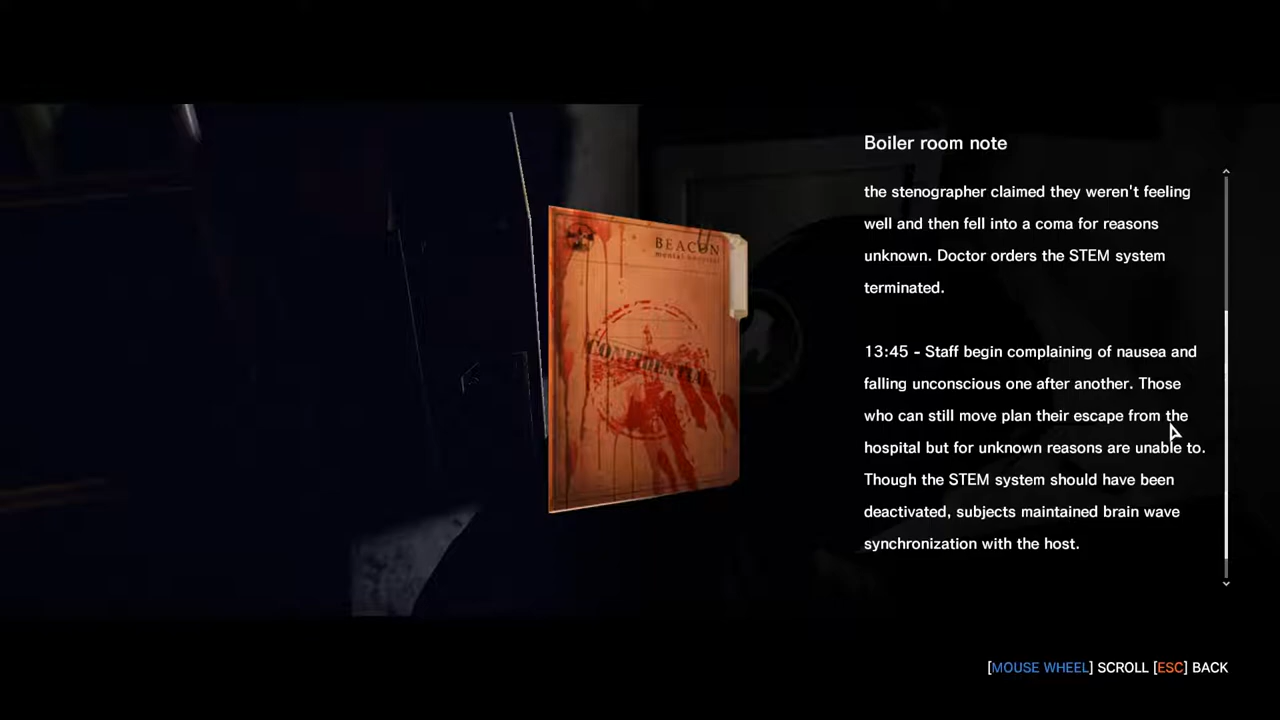 Boiler room note
the stenographer claimed they weren't feeling
well and then fell into a coma for reasons
unknown. Doctor orders the STEM system
terminated.
13:45 - Staff begin complaining of nausea and
falling unconscious one after another. Those
who can still move plan their escape from the
hospital but for unknown reasons are unable to.
Though the STEM system should have been
deactivated, subjects maintained brain wave
synchronization with the host.
BEACON
mental hospital
CONFIDENTIAL
[MOUSE WHEEL] SCROLL [ESC] BACK